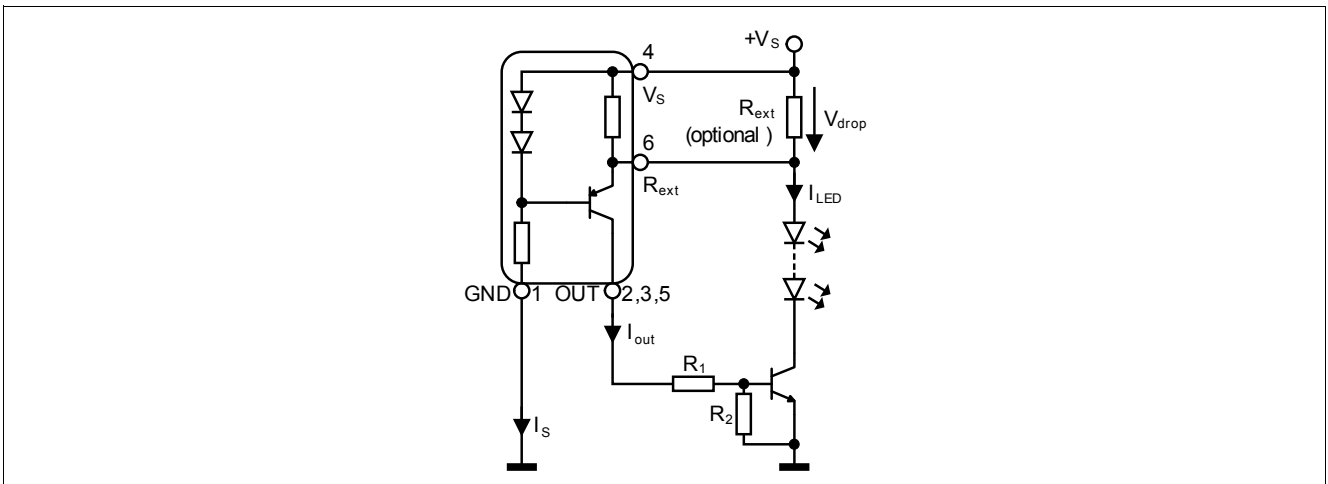 +VS
4
VS
Rext
(optional )
Vdrop
6
Rext
ILED
GND 1 OUT 2,3,5
Iout
R1
R2
IS